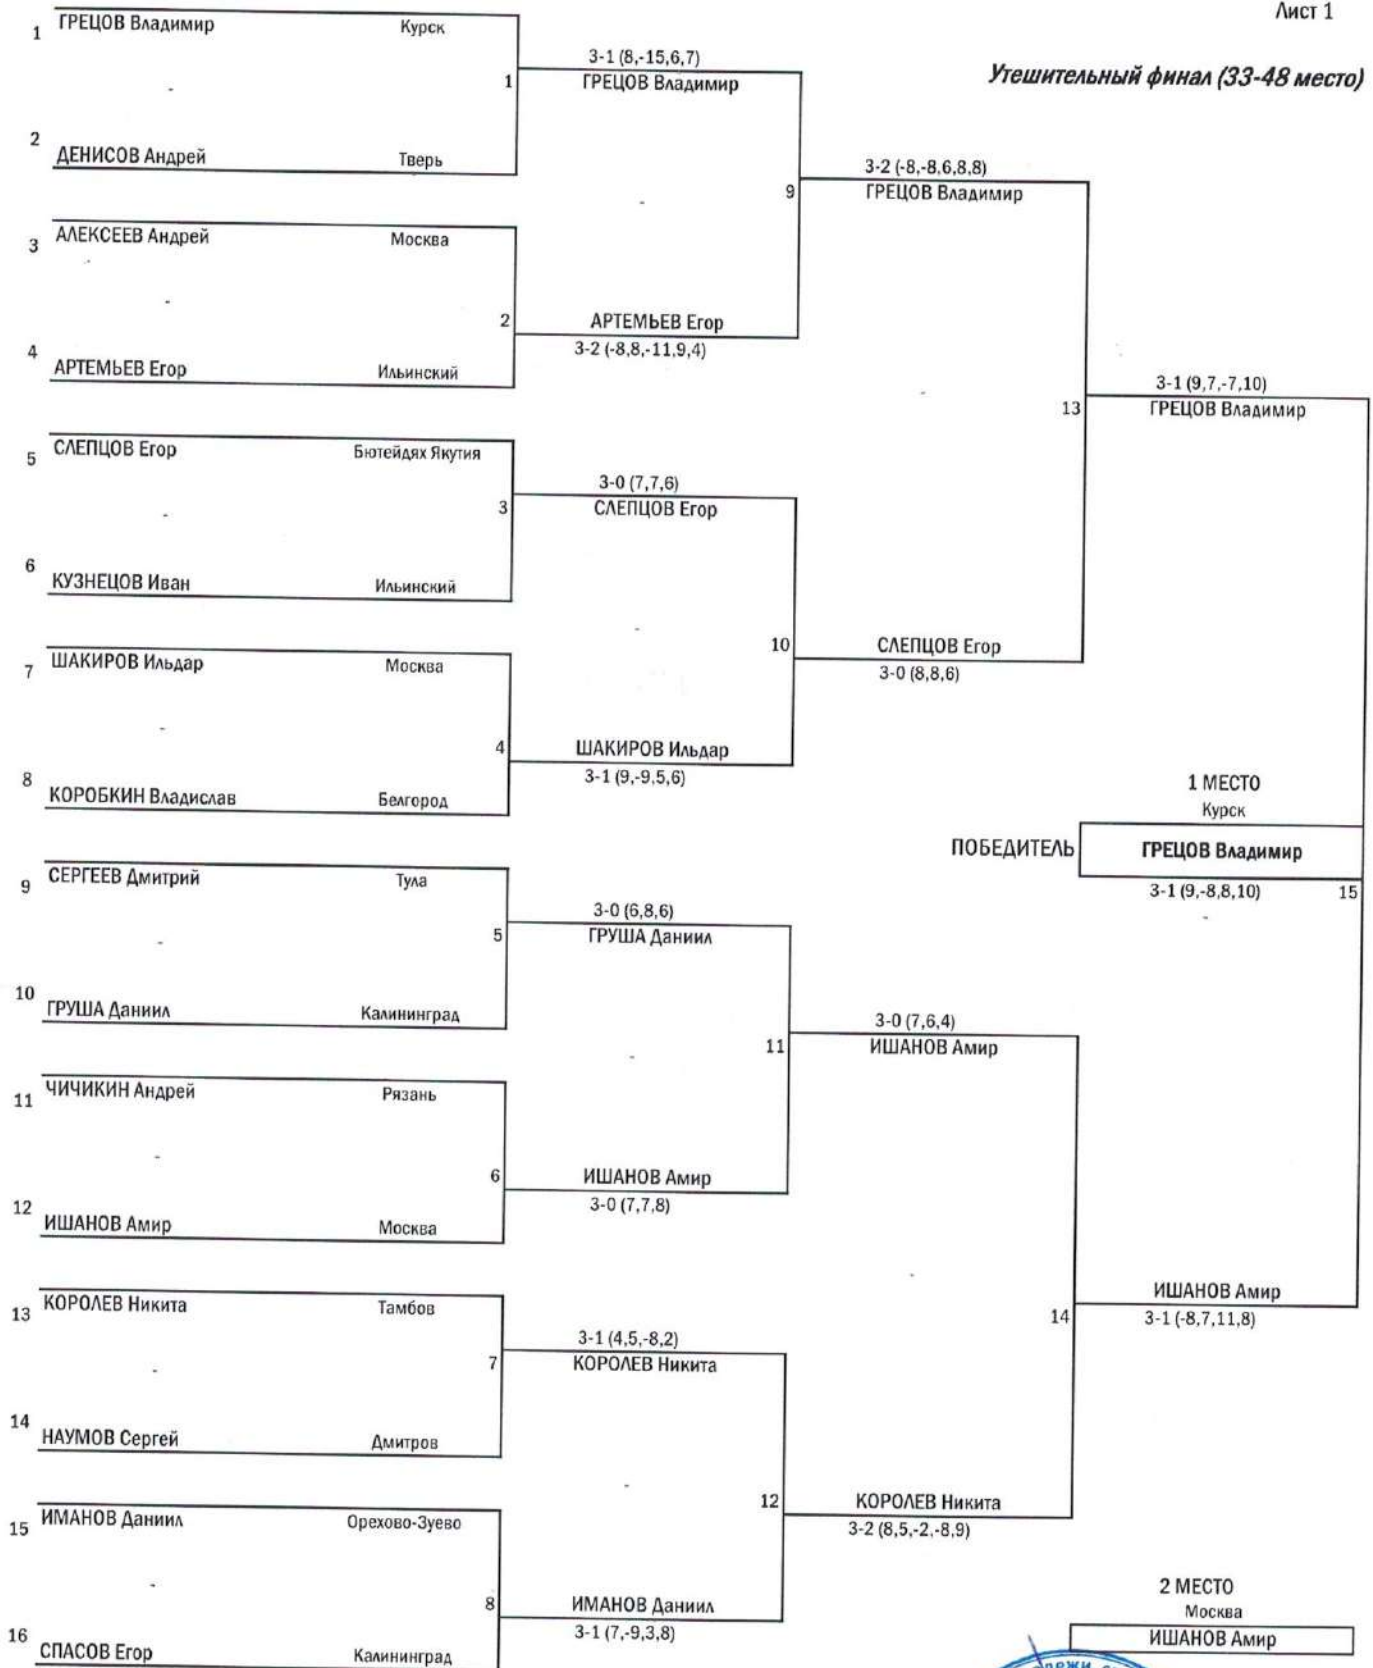 Лист 1
Утешительный финал (33-48 место)
1 ГРЕЦОВ Владимир Курск
3-1 (8,-15,6,7)
1 ГРЕЦОВ Владимир
2 ДЕНИСОВ Андрей Тверь
3-2 (-8,-8,6,8,8)
9 ГРЕЦОВ Владимир
3 АЛЕКСЕЕВ Андрей Москва
2 АРТЕМЬЕВ Егор
3-2 (-8,8,-11,9,4)
4 АРТЕМЬЕВ Егор Ильинский
3-1 (9,7,-7,10)
13 ГРЕЦОВ Владимир
5 СЛЕПЦОВ Егор Бютейдях Якутия
3-0 (7,7,6)
3 СЛЕПЦОВ Егор
6 КУЗНЕЦОВ Иван Ильинский
10 СЛЕПЦОВ Егор
3-0 (8,8,6)
7 ШАКИРОВ Ильдар Москва
4 ШАКИРОВ Ильдар
3-1 (9,-9,5,6)
8 КОРОБКИН Владислав Белгород
1 МЕСТО
Курск
ПОБЕДИТЕЛЬ ГРЕЦОВ Владимир
3-1 (9,-8,8,10) 15
9 СЕРГЕЕВ Дмитрий Тула
3-0 (6,8,6)
5 ГРУША Даниил
10 ГРУША Даниил Калининград
3-0 (7,6,4)
11 ИШАНОВ Амир
11 ЧИЧИКИН Андрей Рязань
6 ИШАНОВ Амир
3-0 (7,7,8)
12 ИШАНОВ Амир Москва
13 КОРОЛЕВ Никита Тамбов
14 ИШАНОВ Амир
3-1 (-8,7,11,8)
3-1 (4,5,-8,2)
7 КОРОЛЕВ Никита
14 НАУМОВ Сергей Дмитров
12 КОРОЛЕВ Никита
3-2 (8,5,-2,-8,9)
15 ИМАНОВ Даниил Орехово-Зуево
8 ИМАНОВ Даниил
3-1 (7,-9,3,8)
16 СПАСОВ Егор Калининград
2 МЕСТО
Москва
ИШАНОВ Амир